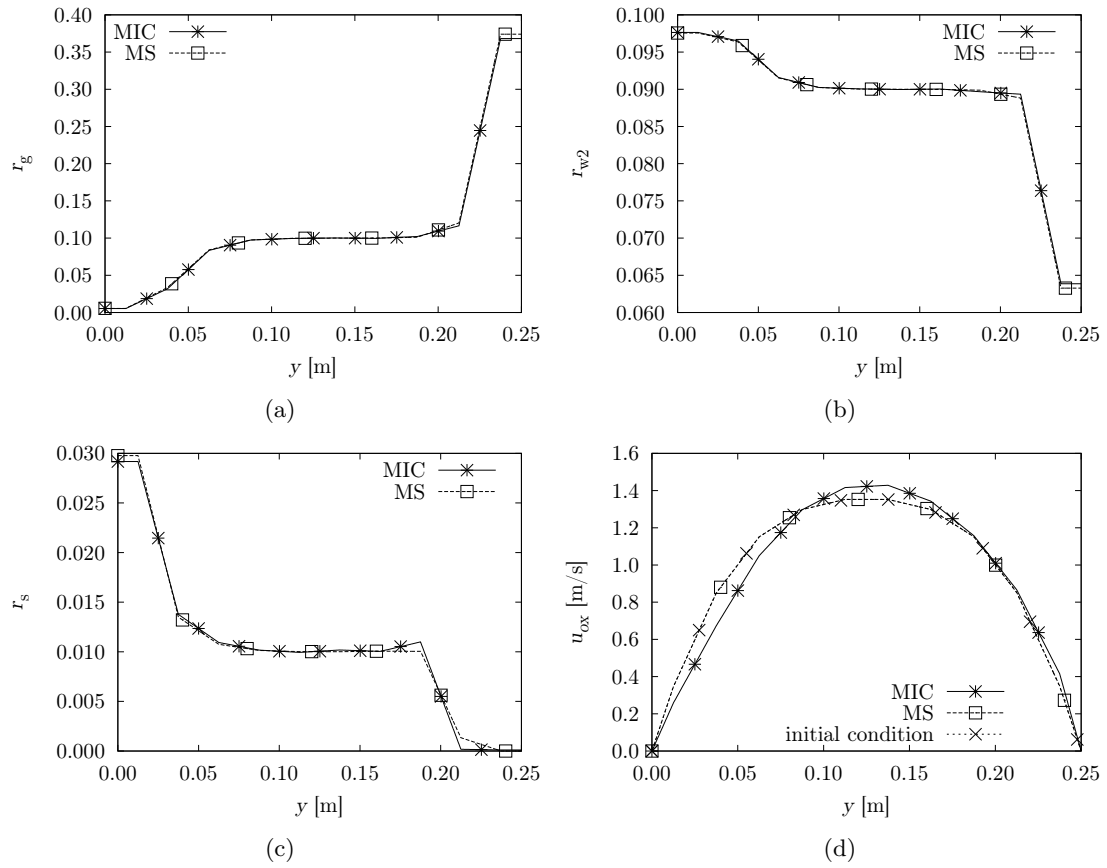 0.40
0.35
0.30
0.25
0.20
0.15
0.10
0.05
0.00
r_g
MIC
MS
0.00 0.05 0.10 0.15 0.20 0.25
y [m]
(a)
0.100
0.095
0.090
0.085
0.080
0.075
0.070
0.065
0.060
r_w2
MIC
MS
0.00 0.05 0.10 0.15 0.20 0.25
y [m]
(b)
0.030
0.025
0.020
0.015
0.010
0.005
0.000
r_s
MIC
MS
0.00 0.05 0.10 0.15 0.20 0.25
y [m]
(c)
1.6
1.4
1.2
1.0
0.8
0.6
0.4
0.2
0.0
u_ox [m/s]
MIC
MS
initial condition
0.00 0.05 0.10 0.15 0.20 0.25
y [m]
(d)